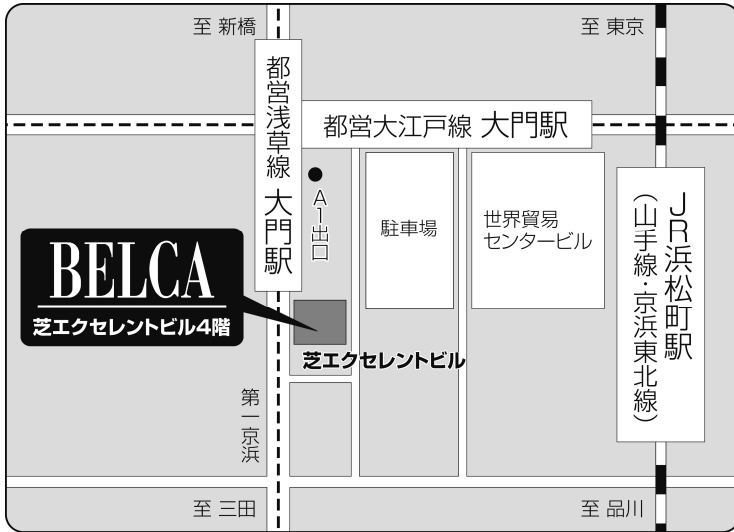 至 新橋
至 東京
都営浅草線 大門駅
都営大江戸線 大門駅
A1出口
駐車場
世界貿易
センタービル
JR浜松町駅
(山手線・京浜東北線)
BELCA
芝エクセレントビル4階
芝エクセレントビル
第一京浜
至 三田
至 品川